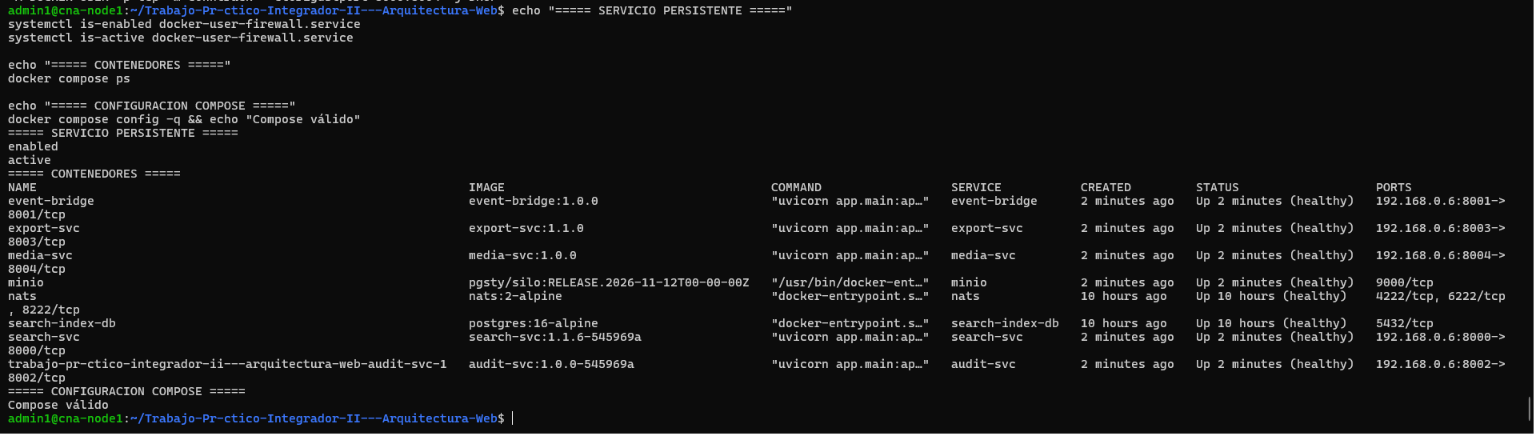 admin1@cna-node1:~/Trabajo-Pr-ctico-Integrador-II---Arquitectura-Web$ echo "===== SERVICIO PERSISTENTE ====="
systemctl is-enabled docker-user-firewall.service
systemctl is-active docker-user-firewall.service

echo "===== CONTENEDORES ====="
docker compose ps

echo "===== CONFIGURACION COMPOSE ====="
docker compose config -q && echo "Compose válido"
===== SERVICIO PERSISTENTE =====
enabled
active
===== CONTENEDORES =====
NAME IMAGE COMMAND SERVICE CREATED STATUS PORTS
event-bridge event-bridge:1.0.0 "uvicorn app.main:ap…" event-bridge 2 minutes ago Up 2 minutes (healthy) 192.168.0.6:8001->
8001/tcp
export-svc export-svc:1.1.0 "uvicorn app.main:ap…" export-svc 2 minutes ago Up 2 minutes (healthy) 192.168.0.6:8003->
8003/tcp
media-svc media-svc:1.0.0 "uvicorn app.main:ap…" media-svc 2 minutes ago Up 2 minutes (healthy) 192.168.0.6:8004->
8004/tcp
minio pgsty/silo:RELEASE.2026-11-12T00-00-00Z "/usr/bin/docker-ent…" minio 2 minutes ago Up 2 minutes (healthy) 9000/tcp
nats nats:2-alpine "docker-entrypoint.s…" nats 10 hours ago Up 10 hours (healthy) 4222/tcp, 6222/tcp
, 8222/tcp
search-index-db postgres:16-alpine "docker-entrypoint.s…" search-index-db 10 hours ago Up 10 hours (healthy) 5432/tcp
search-svc search-svc:1.1.6-545969a "uvicorn app.main:ap…" search-svc 2 minutes ago Up 2 minutes (healthy) 192.168.0.6:8000->
8000/tcp
trabajo-pr-ctico-integrador-ii---arquitectura-web-audit-svc-1 audit-svc:1.0.0-545969a "uvicorn app.main:ap…" audit-svc 2 minutes ago Up 2 minutes (healthy) 192.168.0.6:8002->
8002/tcp
===== CONFIGURACION COMPOSE =====
Compose válido
admin1@cna-node1:~/Trabajo-Pr-ctico-Integrador-II---Arquitectura-Web$